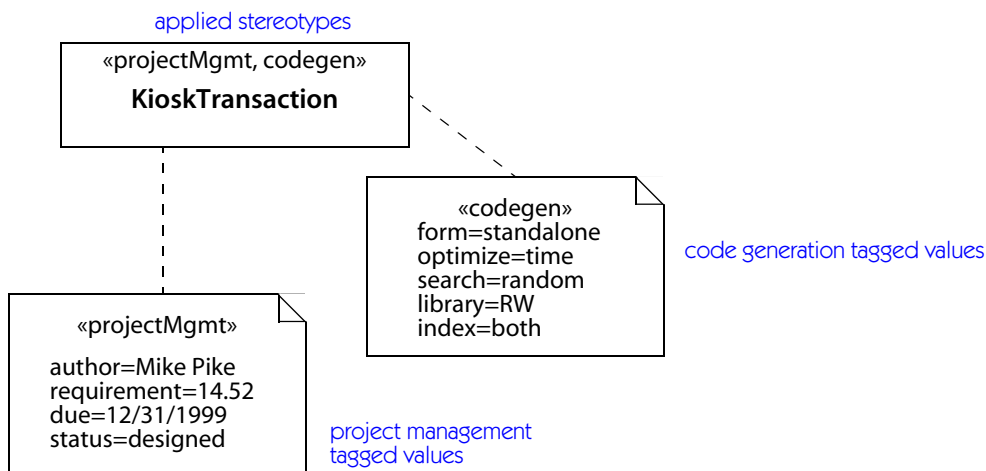 applied stereotypes
«projectMgmt, codegen»
KioskTransaction
«codegen»
form=standalone
optimize=time
search=random
library=RW
index=both
code generation tagged values
«projectMgmt»
author=Mike Pike
requirement=14.52
due=12/31/1999
status=designed
project management
tagged values